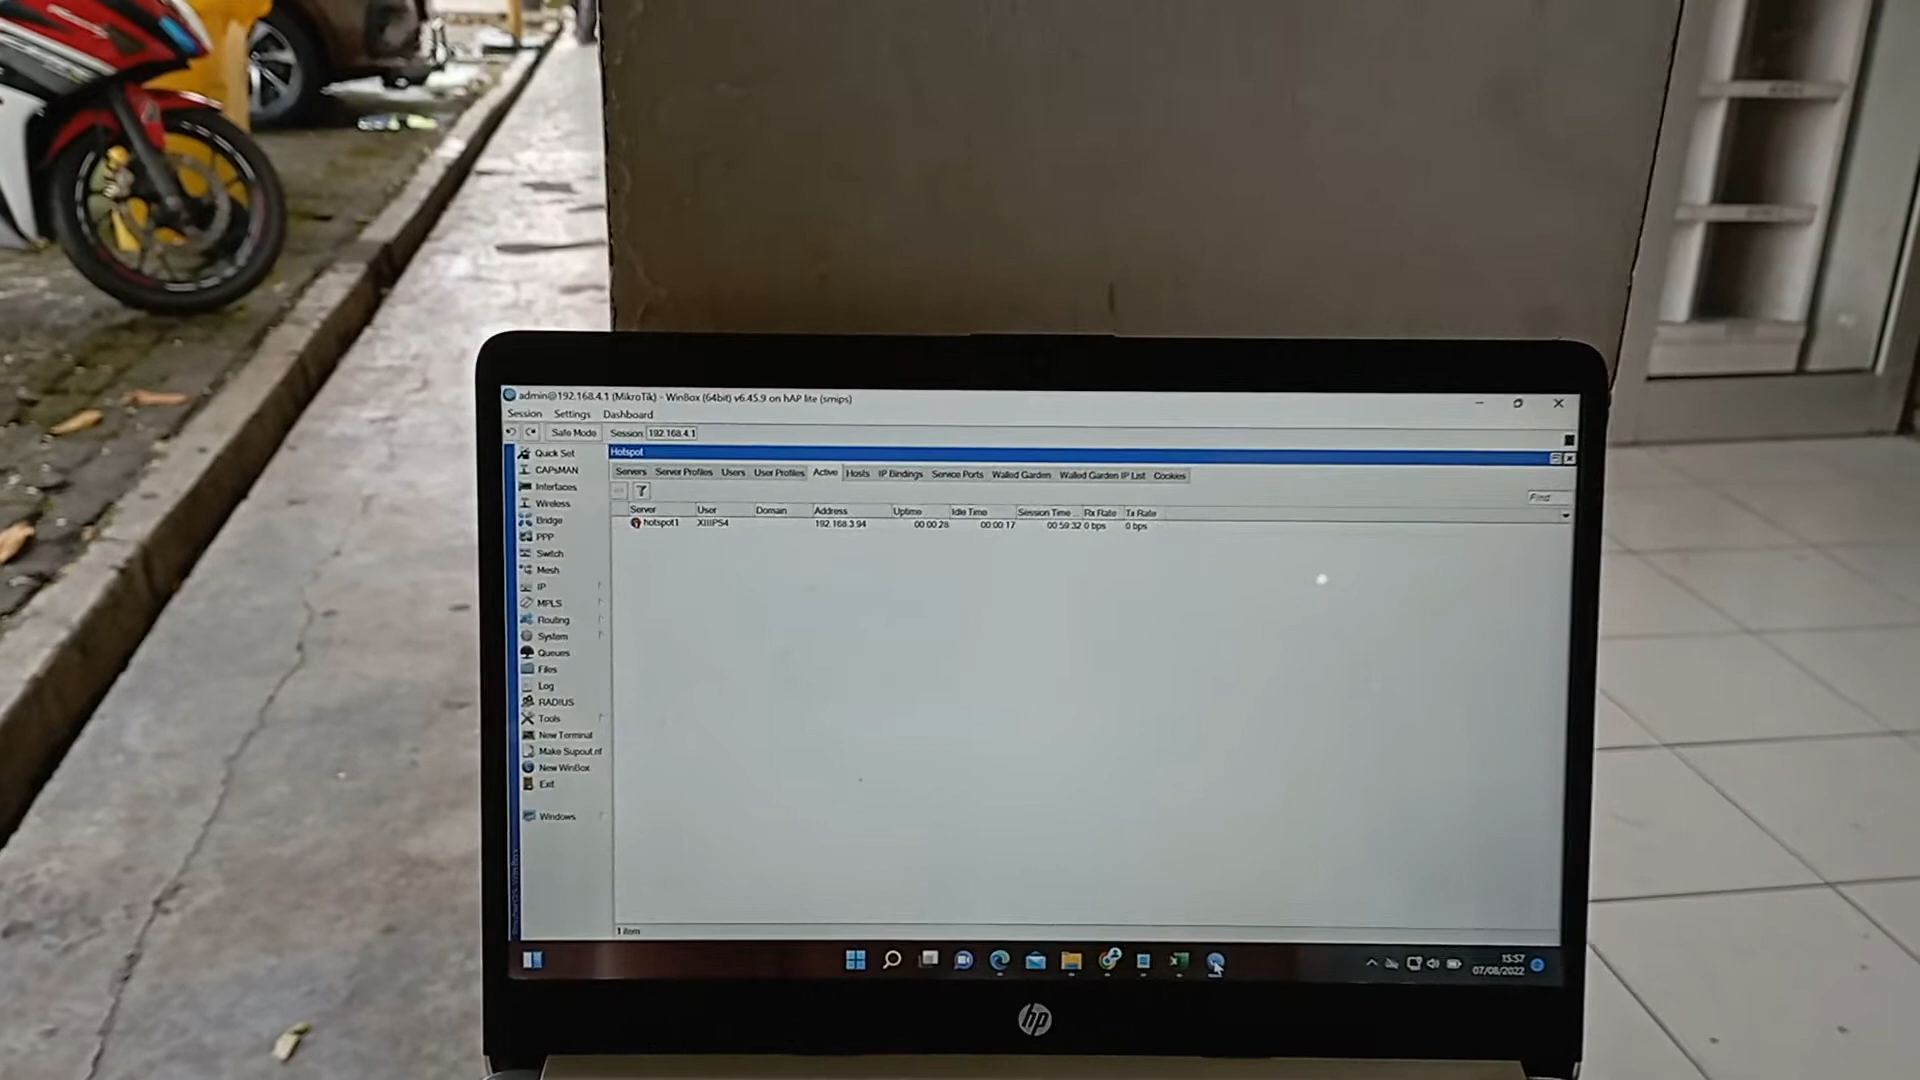 admin@192.168.4.1 (MikroTik) - WinBox (64bit) v6.45.9 on hAP lite (smips)
Session Settings Dashboard
Safe Mode Session: 192.168.4.1
Hotspot
Servers Server Profiles Users User Profiles Active Hosts IP Bindings Service Ports Walled Garden Walled Garden IP List Cookies
Find
Server User Domain Address Uptime Idle Time Session Time ... Rx Rate Tx Rate
hotspot1 XIIIPS4 192.168.3.94 00:00:28 00:00:17 00:59:32 0 bps 0 bps
Quick Set
CAPsMAN
Interfaces
Wireless
Bridge
PPP
Switch
Mesh
IP
MPLS
Routing
System
Queues
Files
Log
RADIUS
Tools
New Terminal
Make Supout.rif
New WinBox
Exit
Windows
1 item
15:57
07/08/2022
hp